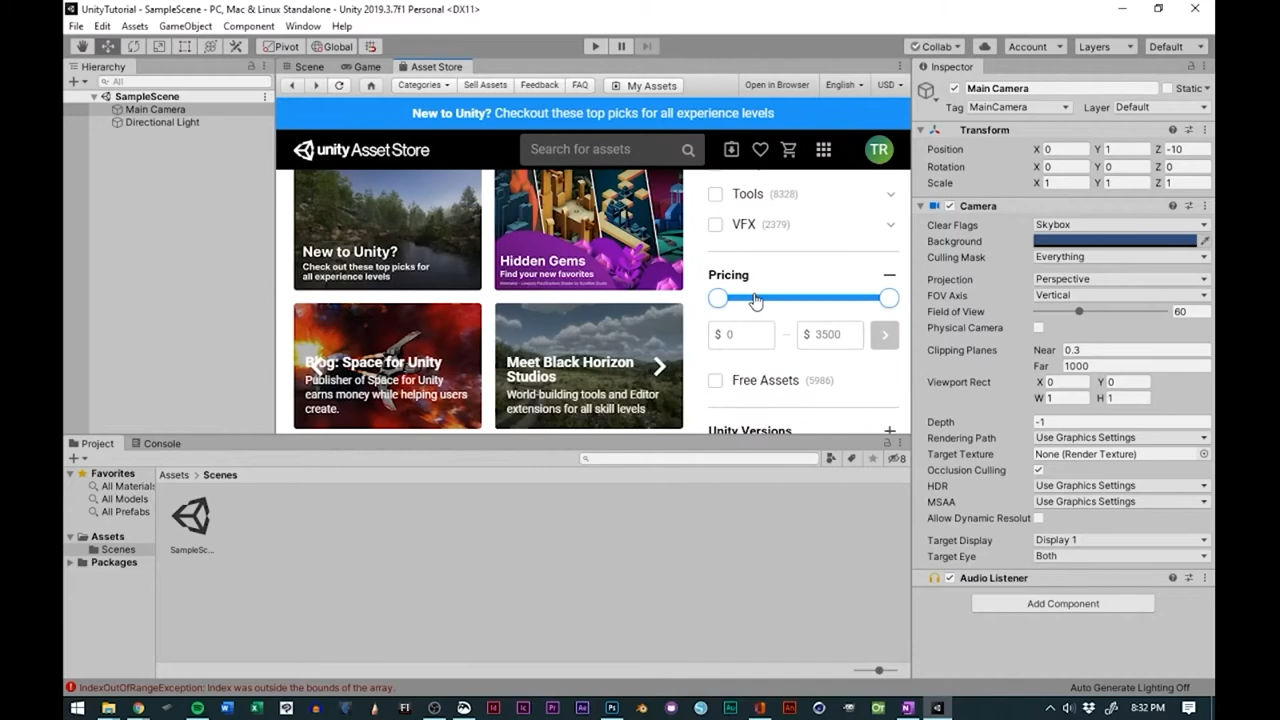 UnityTutorial - SampleScene - PC, Mac & Linux Standalone - Unity 2019.3.7f1 Personal <DX11>
File Edit Assets GameObject Component Window Help
Pivot Global Collab Account Layers Default
Hierarchy
All
SampleScene
Main Camera
Directional Light
Scene Game Asset Store
Categories Sell Assets Feedback FAQ My Assets Open in Browser English USD
New to Unity? Checkout these top picks for all experience levels
unity Asset Store
Search for assets
TR
New to Unity?
Check out these top picks for
all experience levels
Hidden Gems
Find your new favorites
Blog: Space for Unity
Publisher of Space for Unity
earns money while helping users
create.
Meet Black Horizon
Studios
World-building tools and Editor
extensions for all skill levels
Tools (8328)
VFX (2379)
Pricing
$ 0 – $ 3500
Free Assets (5986)
Unity Versions
Inspector
Main Camera Static
Tag MainCamera Layer Default
Transform
Position X 0 Y 1 Z -10
Rotation X 0 Y 0 Z 0
Scale X 1 Y 1 Z 1
Camera
Clear Flags Skybox
Background
Culling Mask Everything
Projection Perspective
FOV Axis Vertical
Field of View 60
Physical Camera
Clipping Planes Near 0.3
Far 1000
Viewport Rect X 0 Y 0
W 1 H 1
Depth -1
Rendering Path Use Graphics Settings
Target Texture None (Render Texture)
Occlusion Culling
HDR Use Graphics Settings
MSAA Use Graphics Settings
Allow Dynamic Resolut
Target Display Display 1
Target Eye Both
Audio Listener
Add Component
Project Console
8
Favorites
All Materials
All Models
All Prefabs
Assets
Scenes
Packages
Assets > Scenes
SampleSc...
IndexOutOfRangeException: Index was outside the bounds of the array.
Auto Generate Lighting Off
8:32 PM